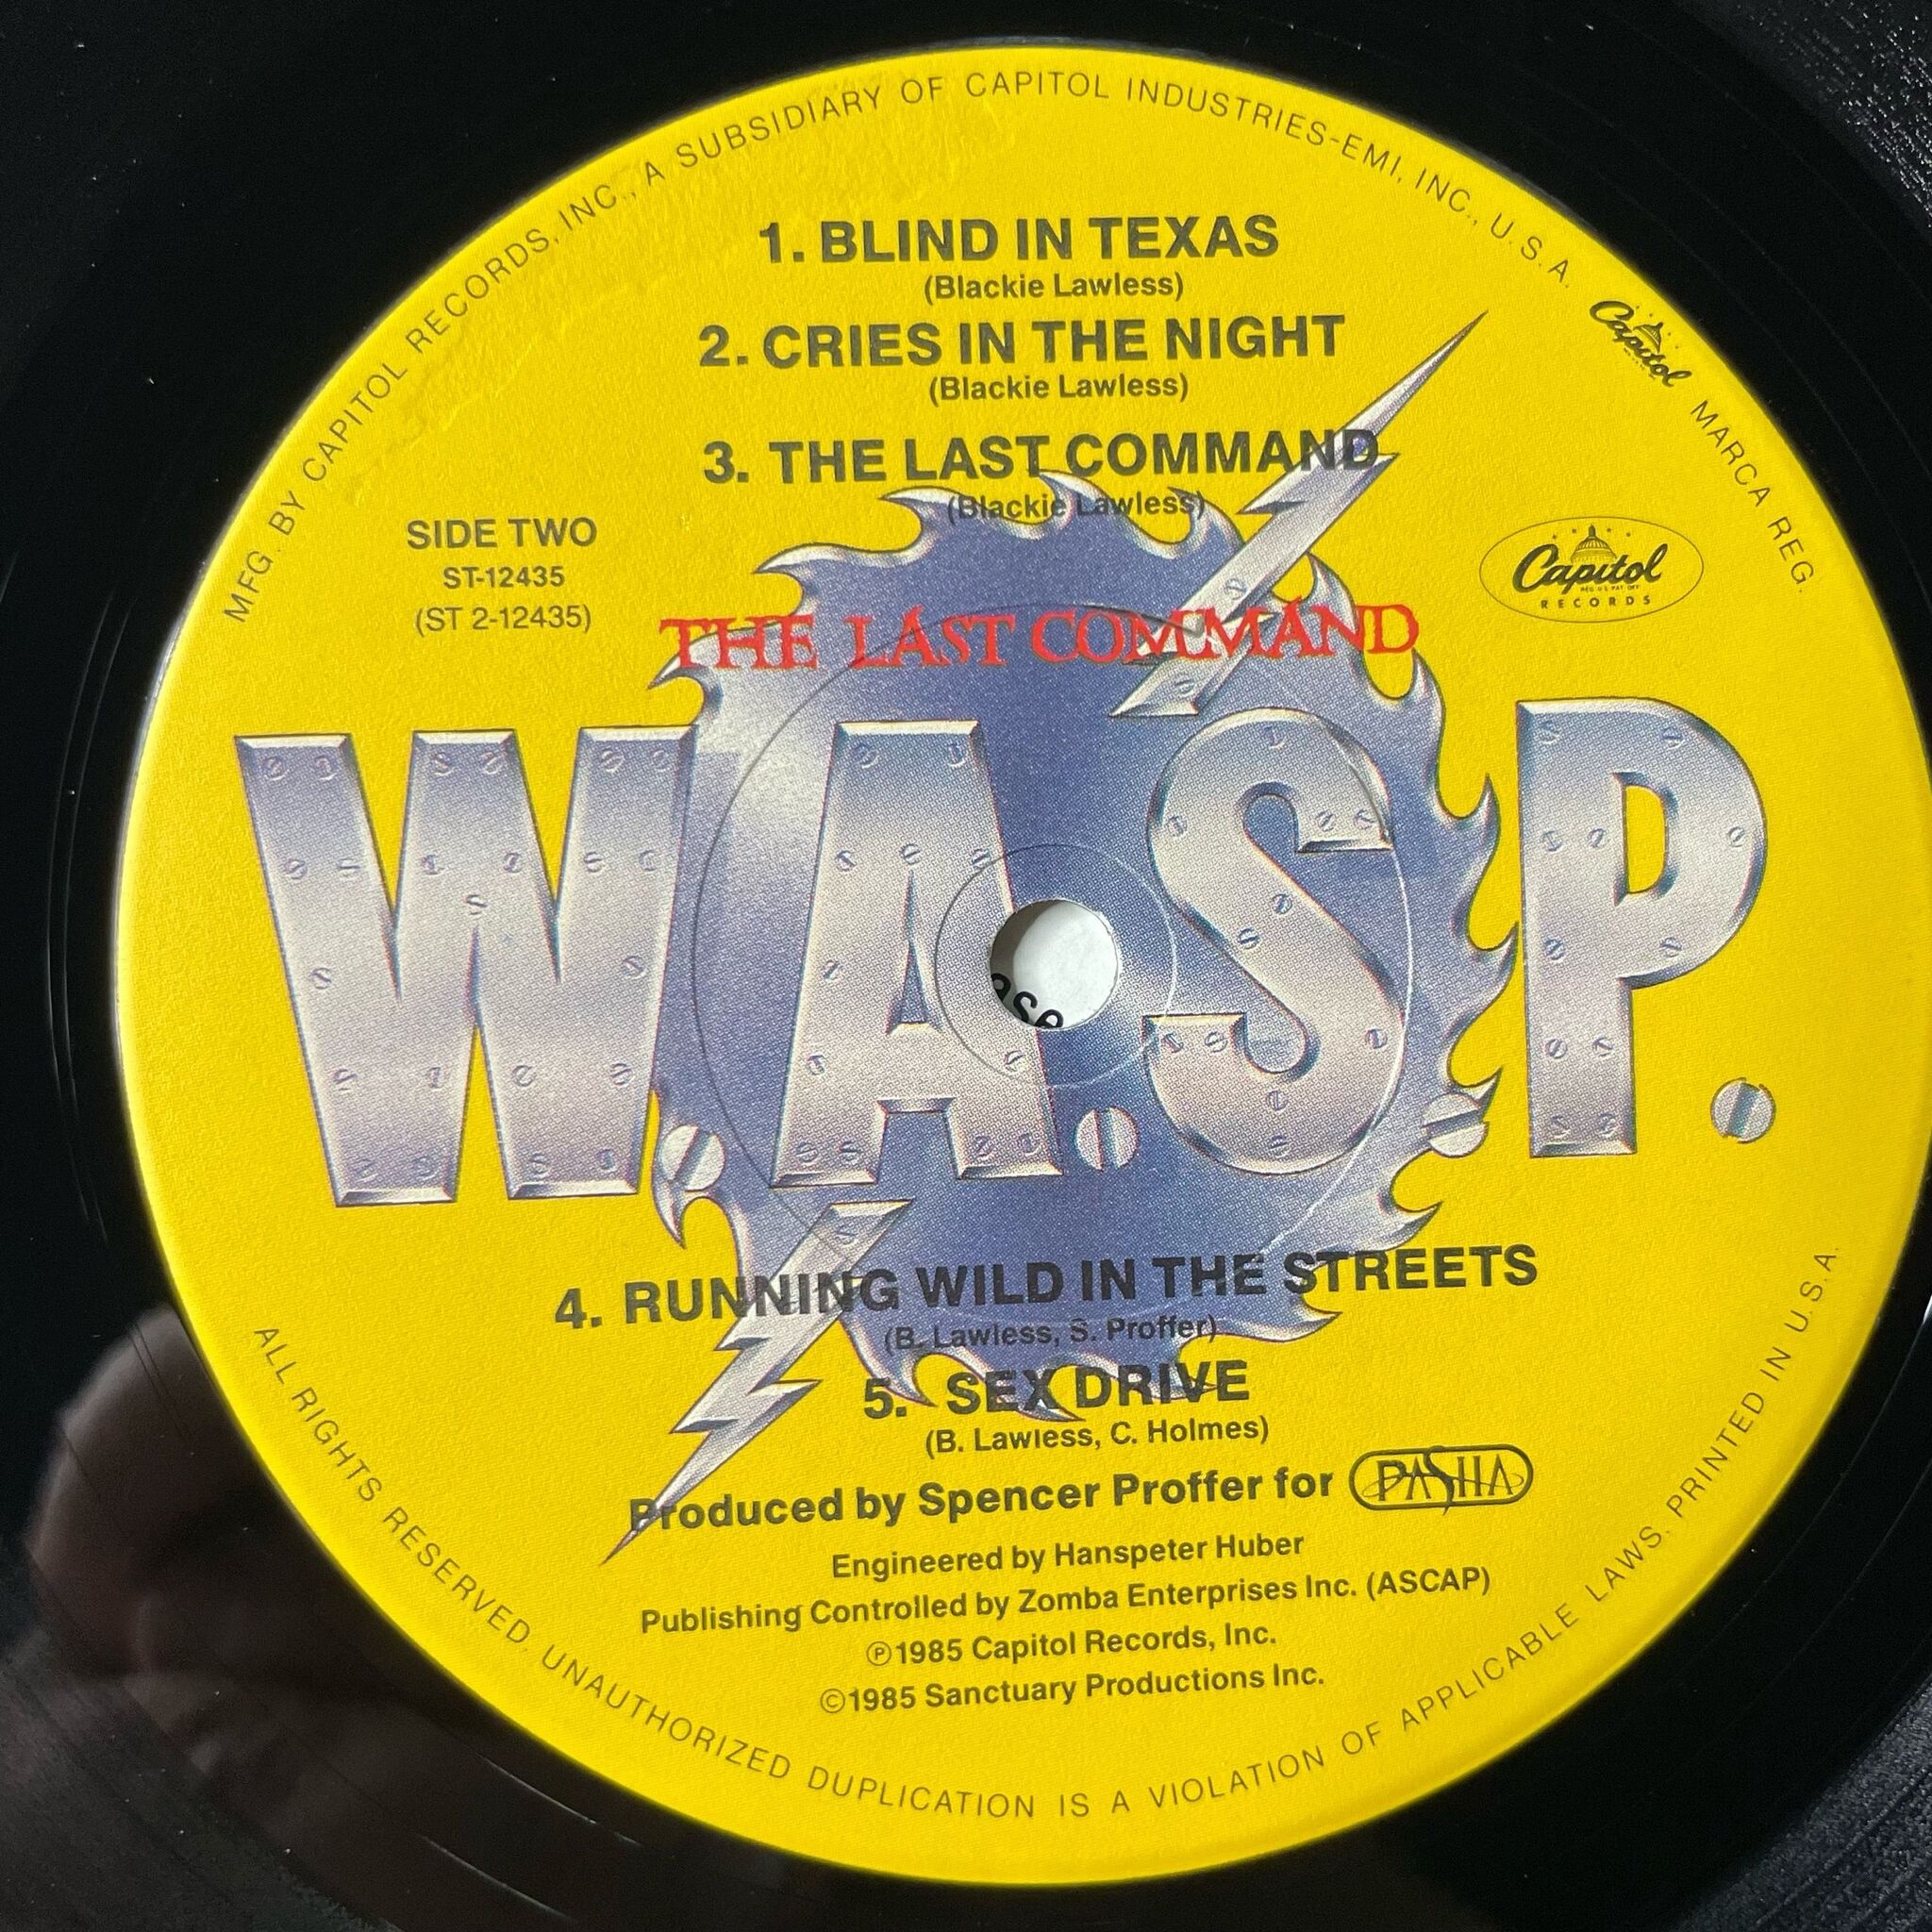 MFG. BY CAPITOL RECORDS, INC., A SUBSIDIARY OF CAPITOL INDUSTRIES-EMI, INC., U.S.A. Capitol MARCA REG.
1. BLIND IN TEXAS
(Blackie Lawless)
2. CRIES IN THE NIGHT
(Blackie Lawless)
3. THE LAST COMMAND
(Blackie Lawless)
SIDE TWO
ST-12435
(ST 2-12435)
Capitol
RECORDS
THE LAST COMMAND
W.A.S.P.
ase
4. RUNNING WILD IN THE STREETS
(B. Lawless, S. Proffer)
5. SEX DRIVE
(B. Lawless, C. Holmes)
Produced by Spencer Proffer for PASHA
Engineered by Hanspeter Huber
Publishing Controlled by Zomba Enterprises Inc. (ASCAP)
℗1985 Capitol Records, Inc.
©1985 Sanctuary Productions Inc.
ALL RIGHTS RESERVED. UNAUTHORIZED DUPLICATION IS A VIOLATION OF APPLICABLE LAWS. PRINTED IN U.S.A.